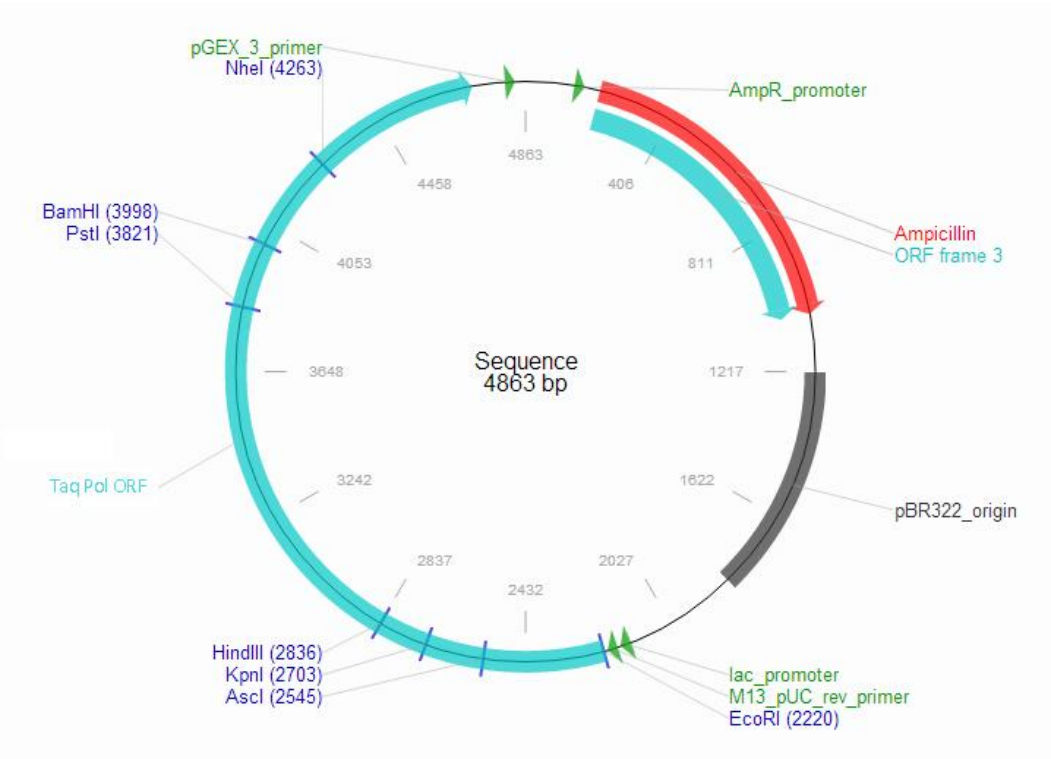 pGEX_3_primer
NheI (4263)
AmpR_promoter
4863
4458
406
BamHI (3998)
PstI (3821)
Ampicillin
ORF frame 3
4053
811
Sequence
4863 bp
3648
1217
Taq Pol ORF
3242
1622
pBR322_origin
2837
2027
2432
HindIII (2836)
KpnI (2703)
AscI (2545)
lac_promoter
M13_pUC_rev_primer
EcoRI (2220)